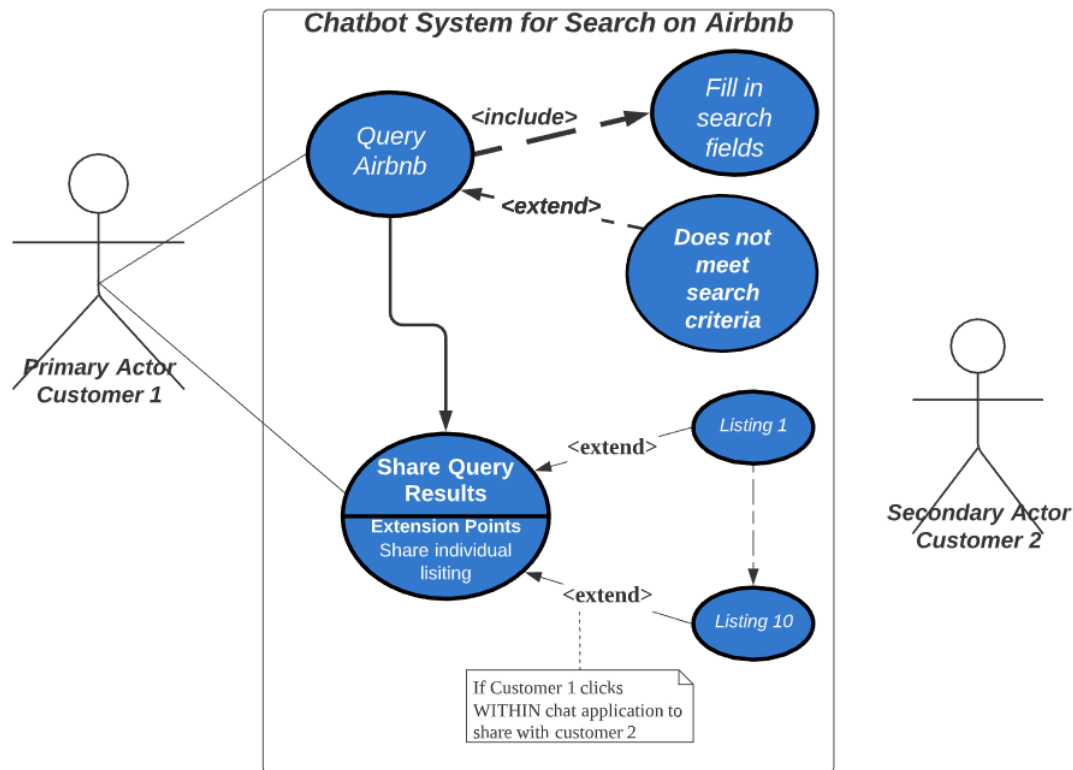 Chatbot System for Search on Airbnb
Query
Airbnb
<include>
Fill in
search
fields
<extend>
Does not
meet
search
criteria
Primary Actor
Customer 1
Share Query
Results
Extension Points
Share individual
lisiting
<extend>
Listing 1
<extend>
Listing 10
Secondary Actor
Customer 2
If Customer 1 clicks
WITHIN chat application to
share with customer 2